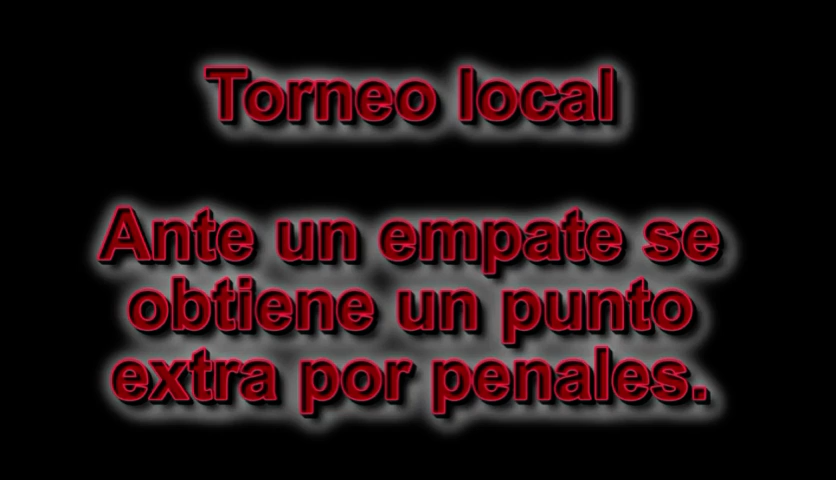 Torneo local
Ante un empate se
obtiene un punto
extra por penales.